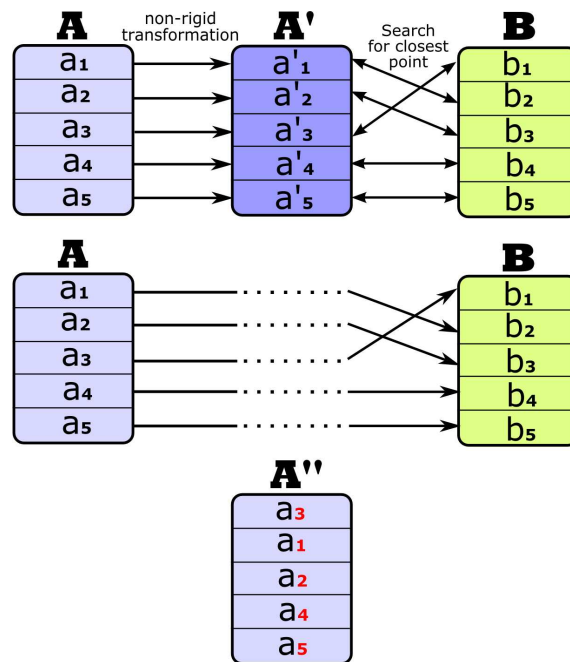 A non-rigid transformation A' Search for closest point B
a1 a'1 b1
a2 a'2 b2
a3 a'3 b3
a4 a'4 b4
a5 a'5 b5
A B
a1 b1
a2 b2
a3 b3
a4 b4
a5 b5
A"
a3
a1
a2
a4
a5